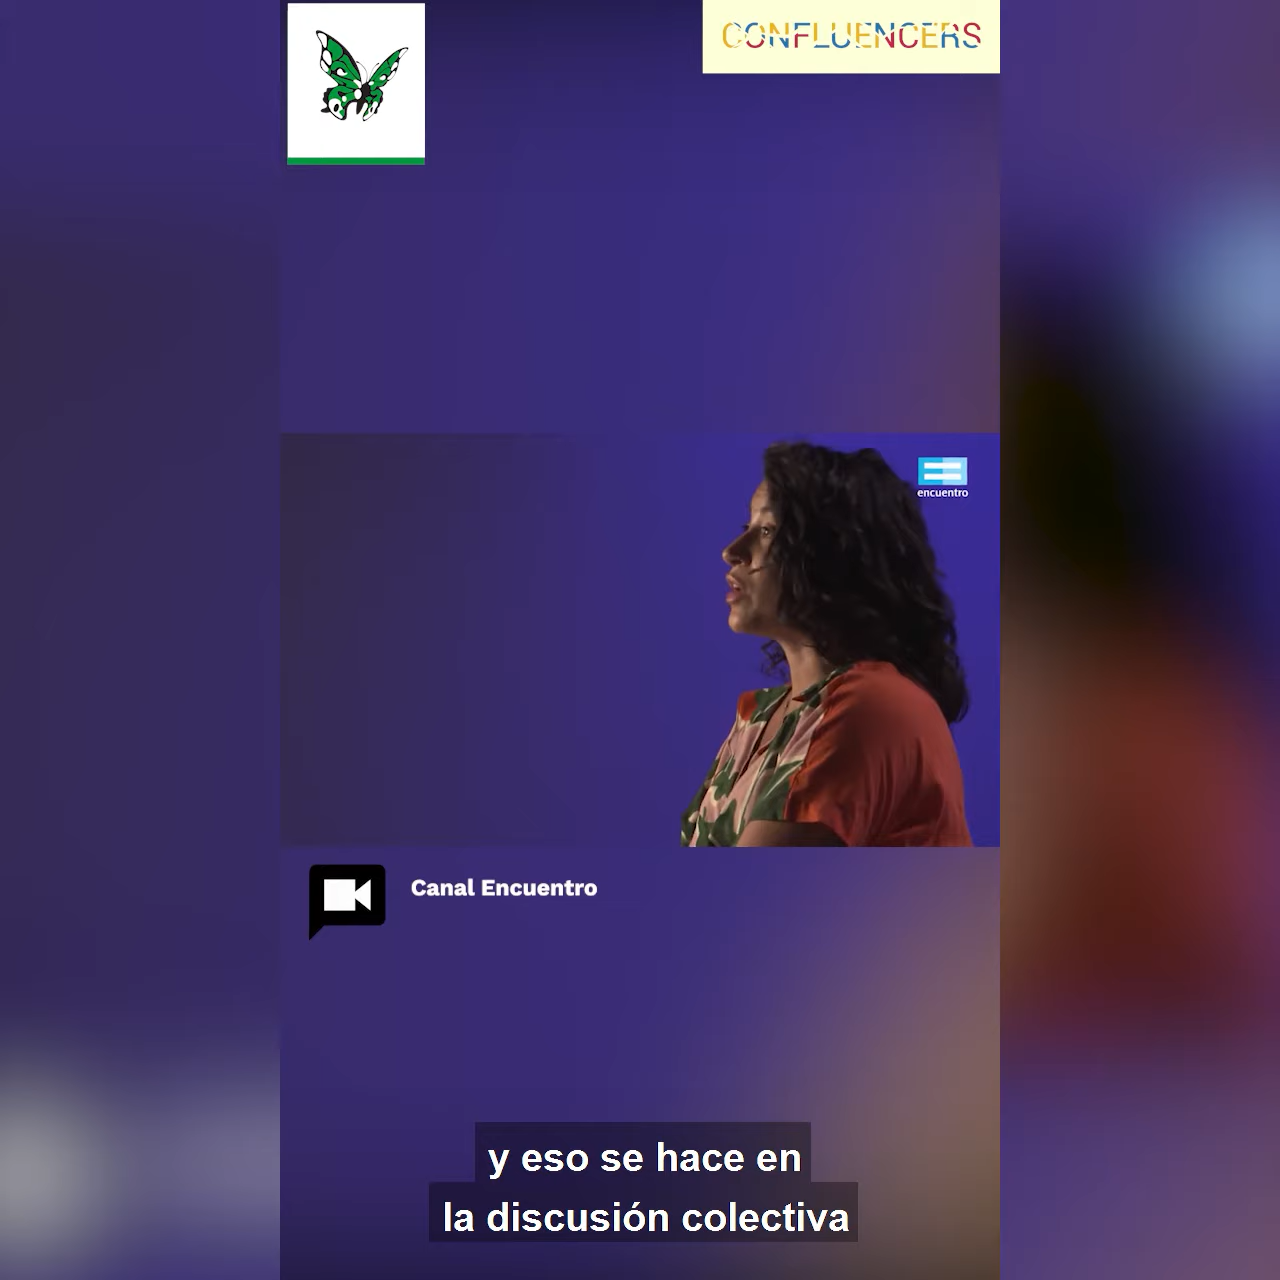 CONFLUENCERS
encuentro
Canal Encuentro
y eso se hace en
la discusión colectiva